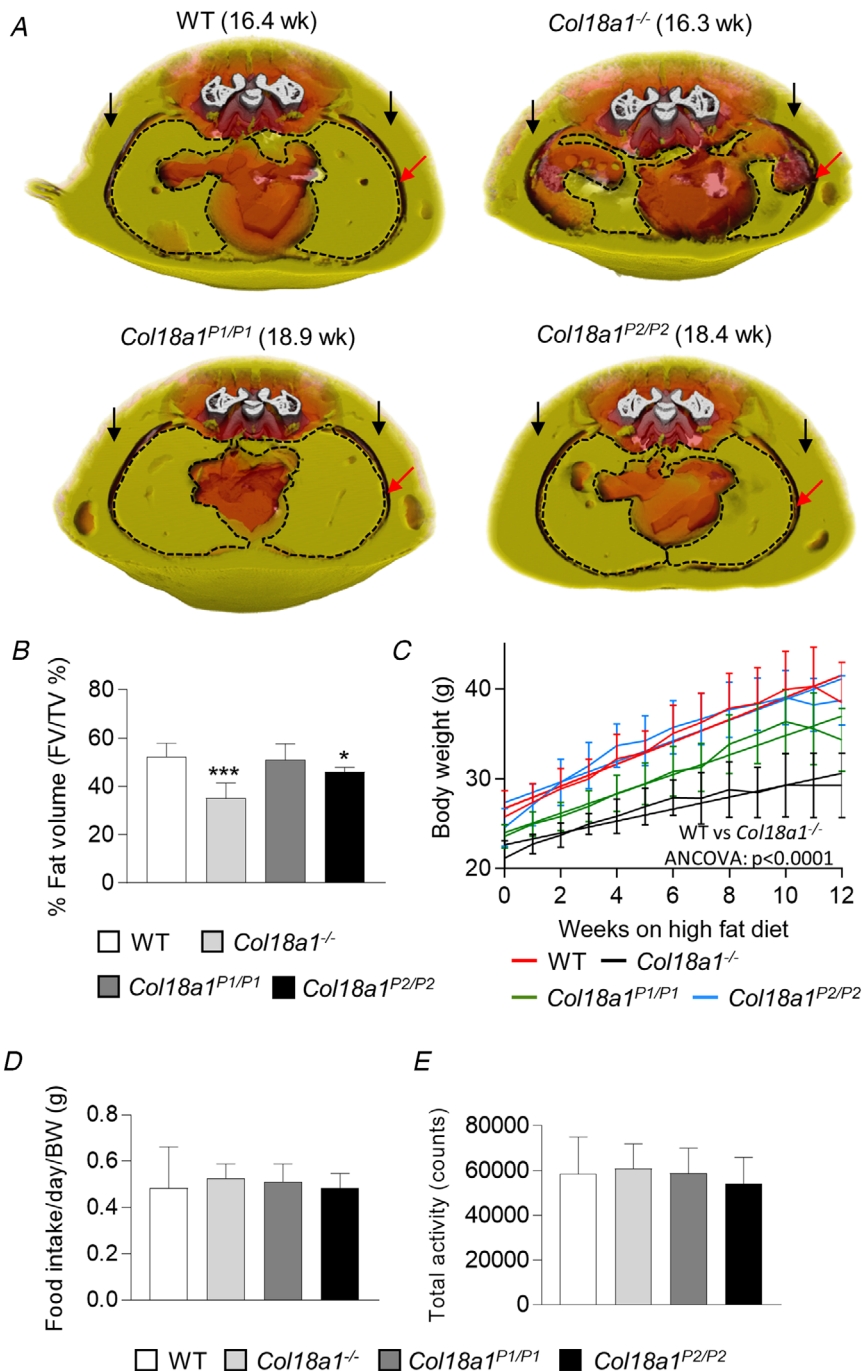 A
WT (16.4 wk)
Col18a1-/- (16.3 wk)
Col18a1P1/P1 (18.9 wk)
Col18a1P2/P2 (18.4 wk)
B
% Fat volume (FV/TV %)
80
60
40
20
0
***
*
WT
Col18a1-/-
Col18a1P1/P1
Col18a1P2/P2
C
Body weight (g)
40
30
20
WT vs Col18a1-/-
ANCOVA: p<0.0001
0 2 4 6 8 10 12
Weeks on high fat diet
WT
Col18a1-/-
Col18a1P1/P1
Col18a1P2/P2
D
Food intake/day/BW (g)
0.8
0.6
0.4
0.2
0.0
E
Total activity (counts)
80000
60000
40000
20000
0
WT
Col18a1-/-
Col18a1P1/P1
Col18a1P2/P2